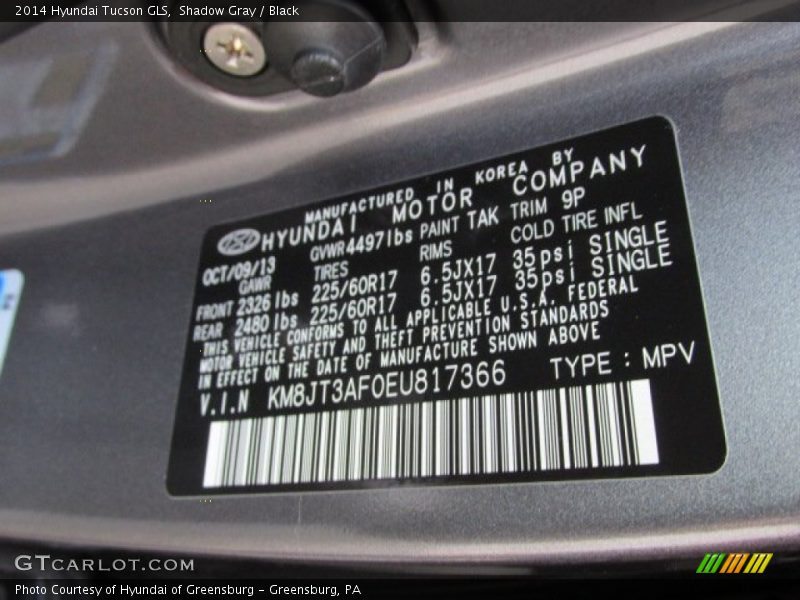 2014 Hyundai Tucson GLS, Shadow Gray / Black
MANUFACTURED IN KOREA BY
HYUNDAI MOTOR COMPANY
OCT/09/13 GVWR 4497 lbs PAINT TAK TRIM 9P
GAWR TIRES RIMS COLD TIRE INFL
FRONT 2326 lbs 225/60R17 6.5JX17 35psi SINGLE
REAR 2480 lbs 225/60R17 6.5JX17 35psi SINGLE
THIS VEHICLE CONFORMS TO ALL APPLICABLE U.S.A. FEDERAL
MOTOR VEHICLE SAFETY AND THEFT PREVENTION STANDARDS
IN EFFECT ON THE DATE OF MANUFACTURE SHOWN ABOVE
V.I.N KM8JT3AF0EU817366 TYPE : MPV
GTCARLOT.COM
Photo Courtesy of Hyundai of Greensburg - Greensburg, PA